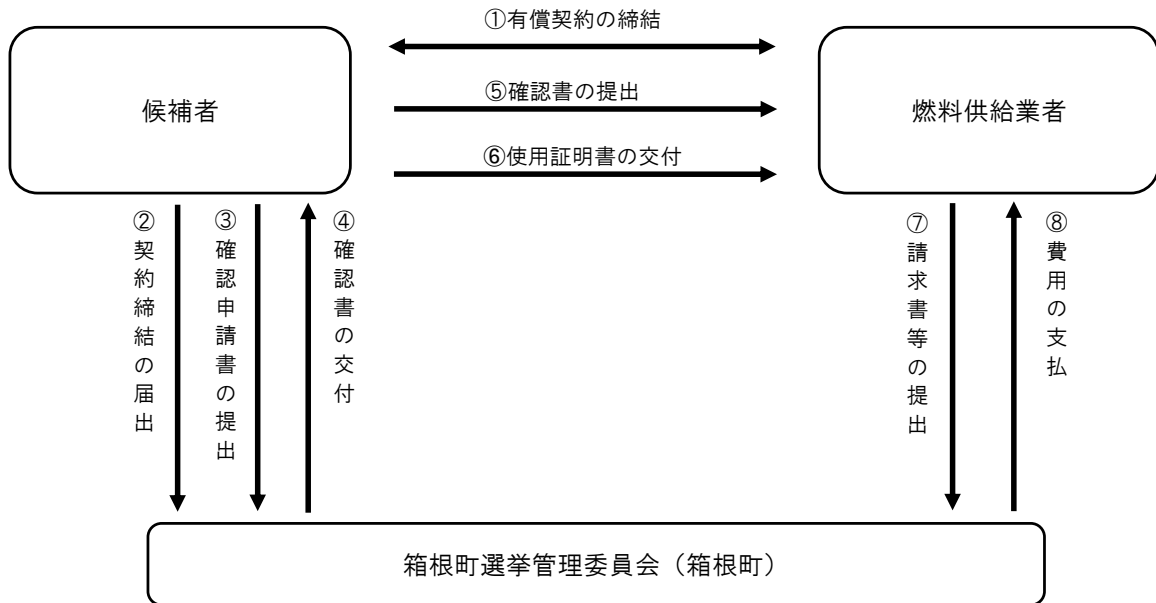 ①有償契約の締結
候補者
⑤確認書の提出
燃料供給業者
⑥使用証明書の交付
②契約締結の届出
③確認申請書の提出
④確認書の交付
⑦請求書等の提出
⑧費用の支払
箱根町選挙管理委員会（箱根町）